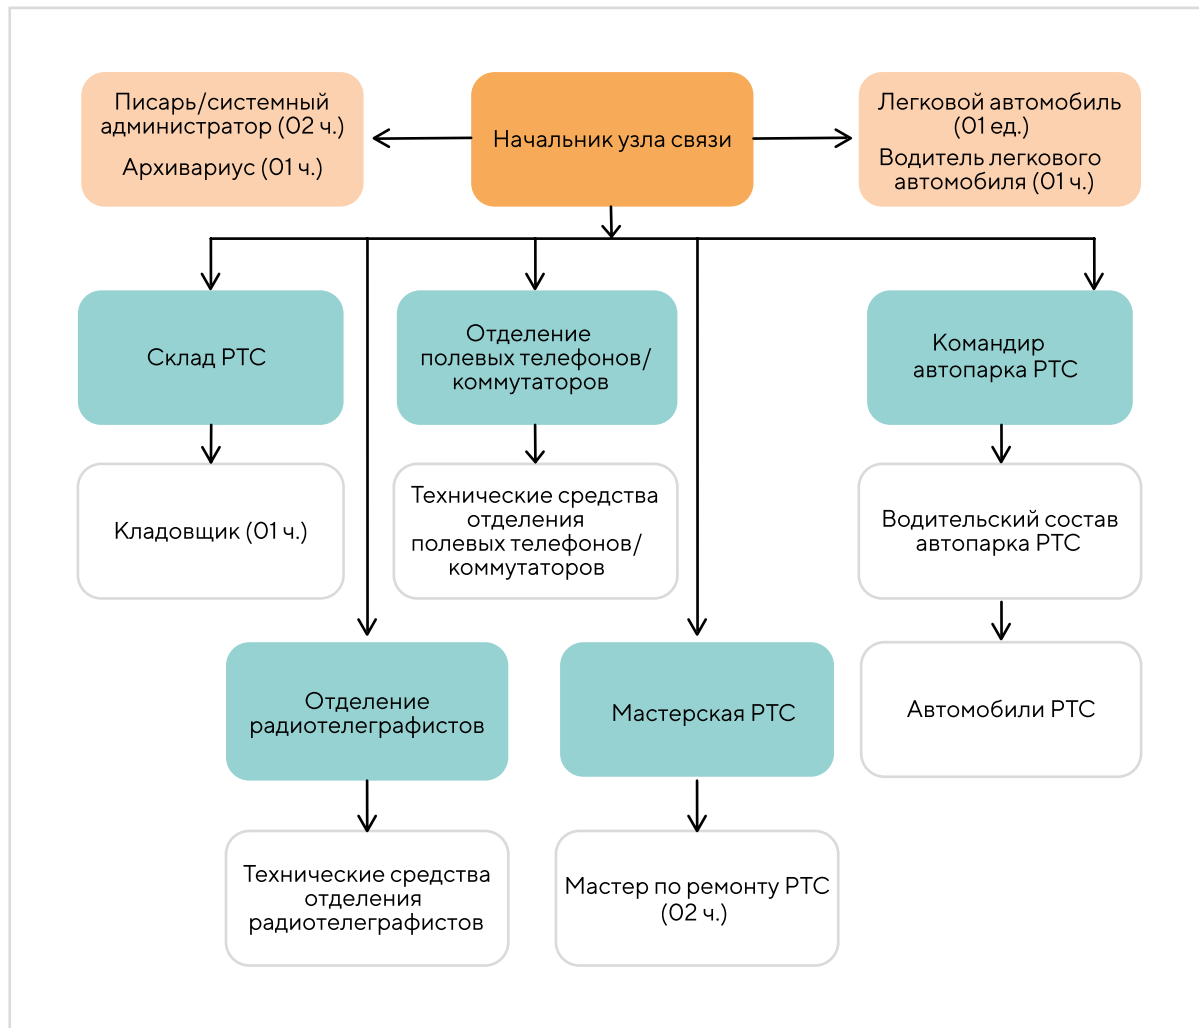 Писарь/системный
администратор (02 ч.)
Архивариус (01 ч.)
Начальник узла связи
Легковой автомобиль
(01 ед.)
Водитель легкового
автомобиля (01 ч.)
Склад РТС
Отделение
полевых телефонов/
коммутаторов
Командир
автопарка РТС
Кладовщик (01 ч.)
Технические средства
отделения
полевых телефонов/
коммутаторов
Водительский состав
автопарка РТС
Отделение
радиотелеграфистов
Мастерская РТС
Автомобили РТС
Технические средства
отделения
радиотелеграфистов
Мастер по ремонту РТС
(02 ч.)